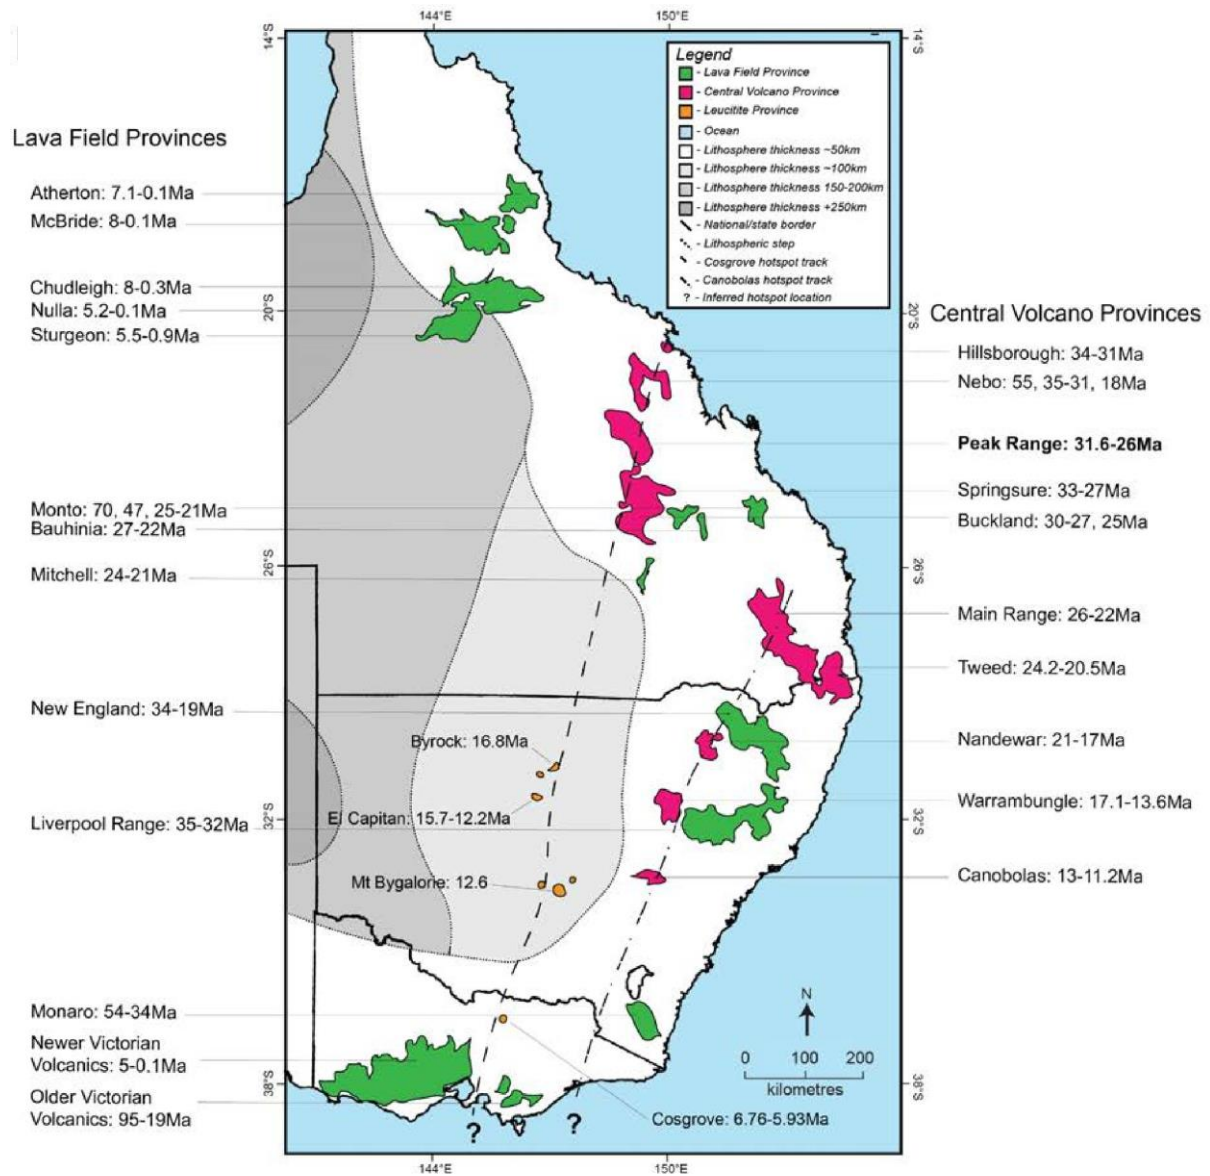 144°E
150°E
14°S
14°S
Legend
- Lava Field Province
- Central Volcano Province
- Leucitite Province
- Ocean
- Lithosphere thickness ~50km
- Lithosphere thickness ~100km
- Lithosphere thickness 150-200km
- Lithosphere thickness +250km
- National/state border
- Lithospheric step
- Cosgrove hotspot track
- Canobolas hotspot track
? - Inferred hotspot location
Lava Field Provinces
Atherton: 7.1-0.1Ma
McBride: 8-0.1Ma
Chudleigh: 8-0.3Ma
Nulla: 5.2-0.1Ma
Sturgeon: 5.5-0.9Ma
20°S
20°S
Central Volcano Provinces
Hillsborough: 34-31Ma
Nebo: 55, 35-31, 18Ma
Peak Range: 31.6-26Ma
Springsure: 33-27Ma
Buckland: 30-27, 25Ma
Monto: 70, 47, 25-21Ma
Bauhinia: 27-22Ma
Mitchell: 24-21Ma
26°S
26°S
Main Range: 26-22Ma
Tweed: 24.2-20.5Ma
New England: 34-19Ma
Byrock: 16.8Ma
Nandewar: 21-17Ma
El Capitan: 15.7-12.2Ma
Warrambungle: 17.1-13.6Ma
Liverpool Range: 35-32Ma
32°S
32°S
Mt Bygalorie: 12.6
Canobolas: 13-11.2Ma
Monaro: 54-34Ma
Newer Victorian
Volcanics: 5-0.1Ma
Older Victorian
Volcanics: 95-19Ma
N
0 100 200
kilometres
38°S
38°S
Cosgrove: 6.76-5.93Ma
? ?
144°E
150°E